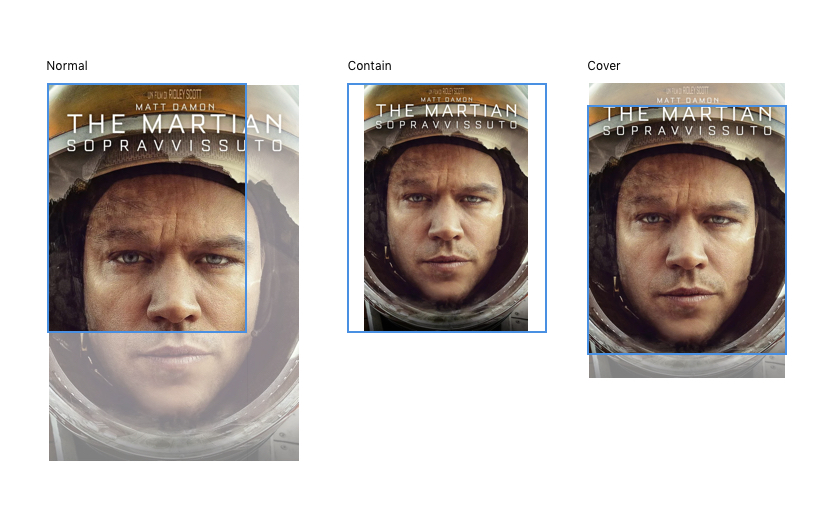 Normal
Contain
Cover
UN FILM DI RIDLEY SCOTT
MATT DAMON
THE MARTIAN
SOPRAVVISSUTO
UN FILM DI RIDLEY SCOTT
MATT DAMON
THE MARTIAN
SOPRAVVISSUTO
UN FILM DI RIDLEY SCOTT
MATT DAMON
THE MARTIAN
SOPRAVVISSUTO